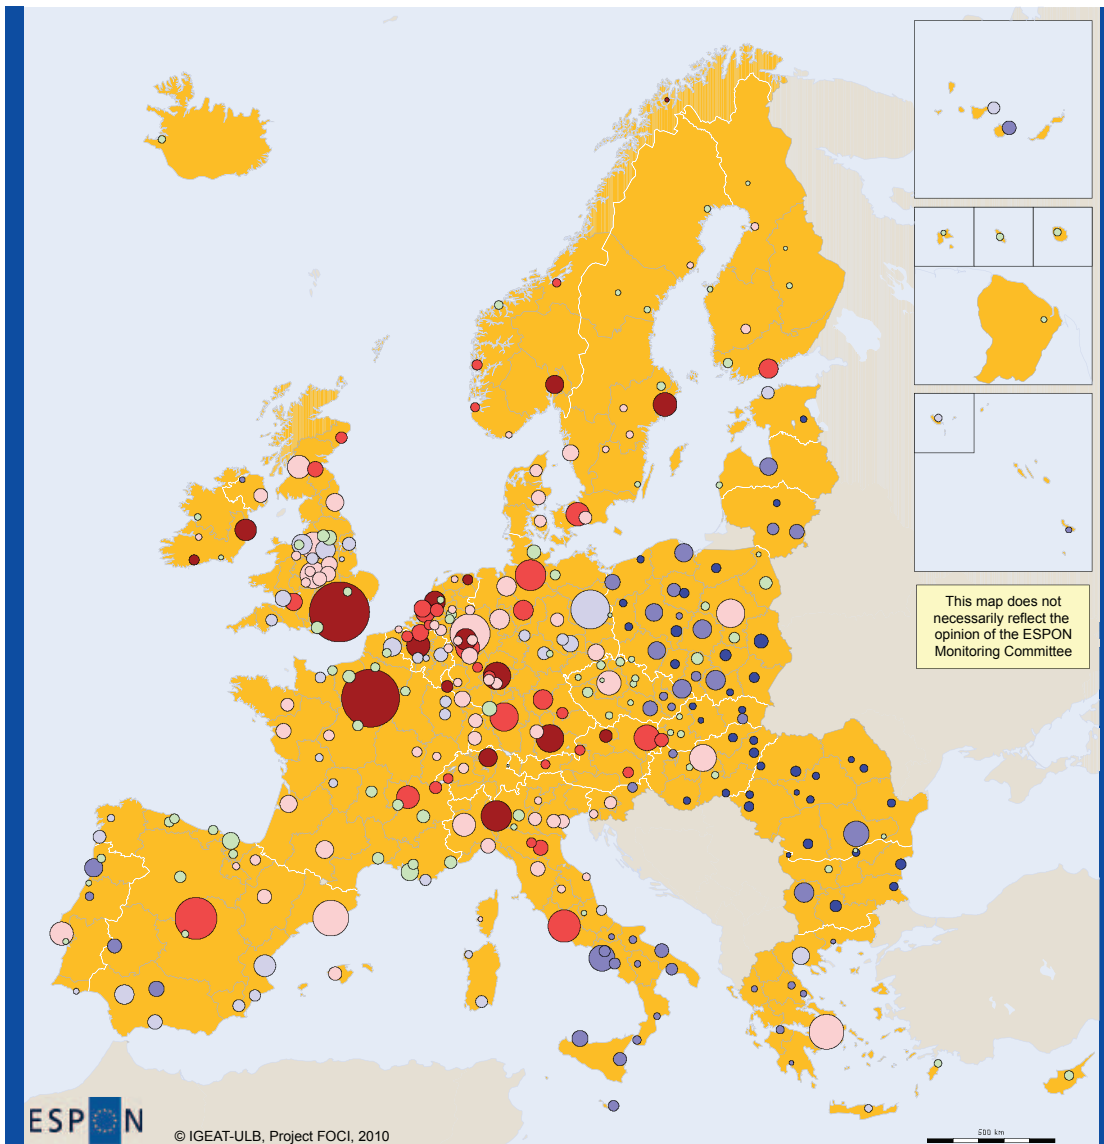 This map does not
necessarily reflect the
opinion of the ESPON
Monitoring Committee
ESPON
© IGEAT-ULB, Project FOCI, 2010
500 km